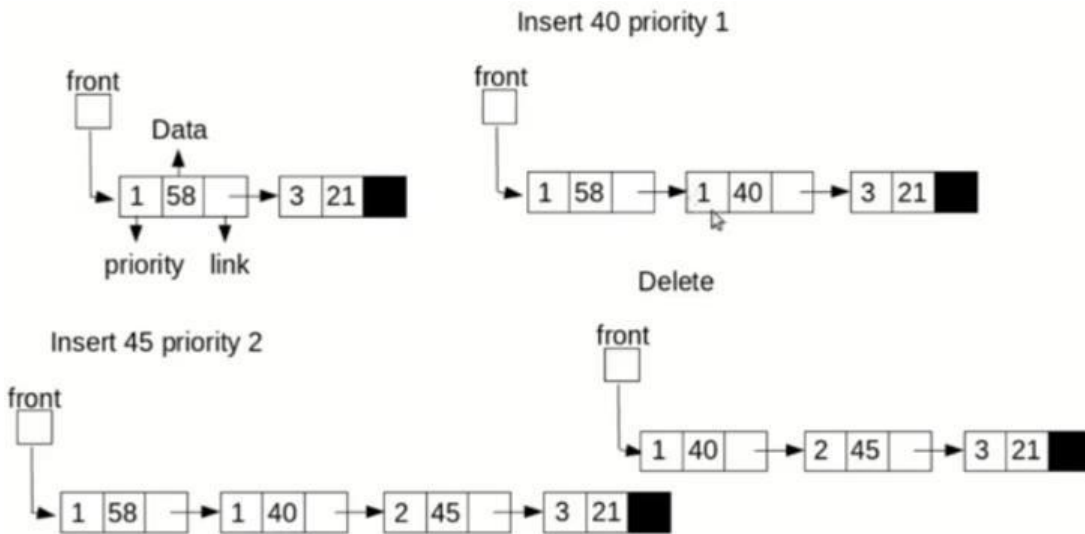 front
Data
1 58
3 21
priority link
Insert 40 priority 1
front
1 58
1 40
3 21
Insert 45 priority 2
front
1 58
1 40
2 45
3 21
Delete
front
1 40
2 45
3 21